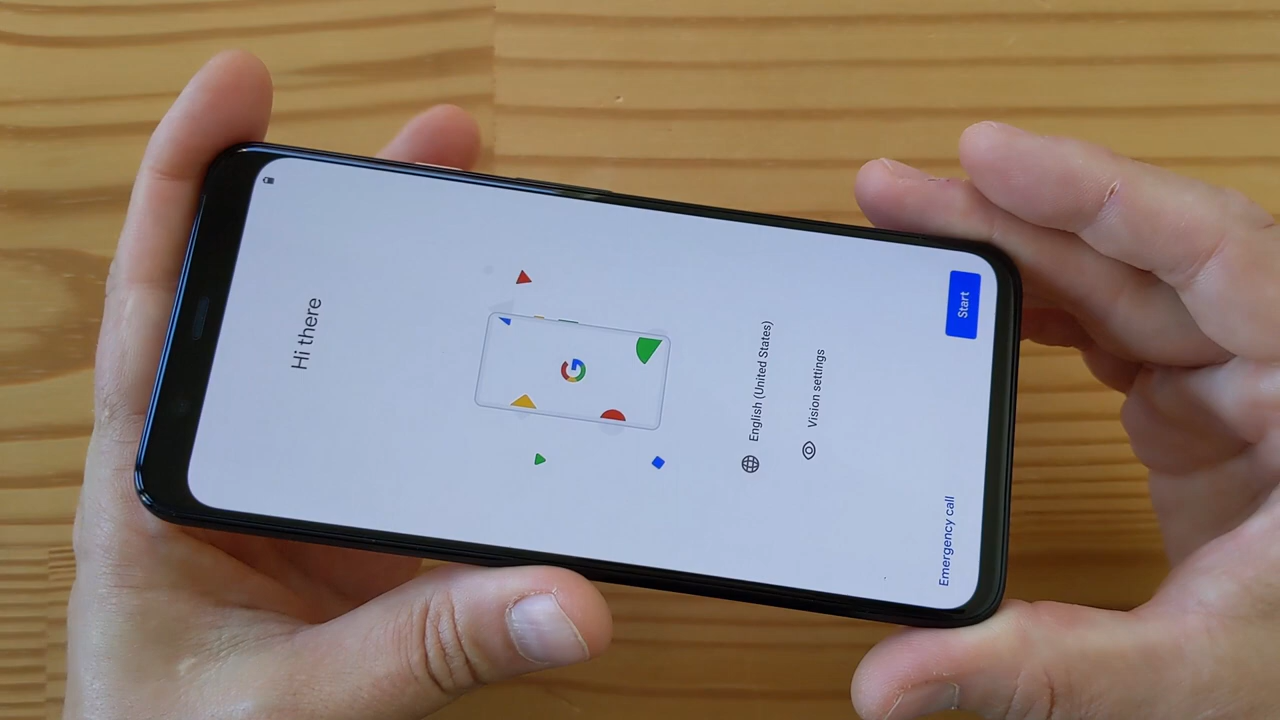 Hi there
English (United States)
Vision settings
Emergency call
Start